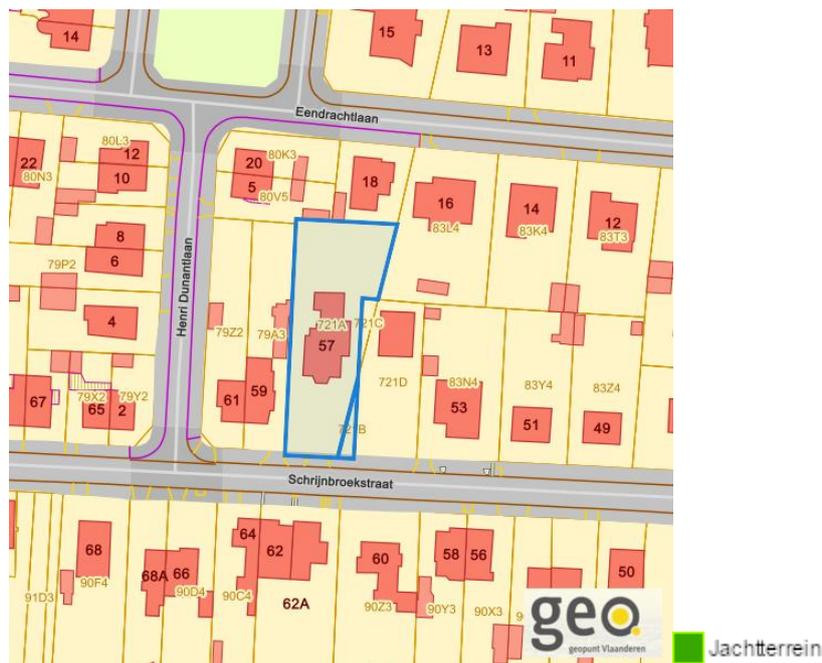 14
15
13
11
Eendrachtlaan
22
80N3
80L3
12
10
20
80K3
5
80V5
18
16
83L4
14
83K4
12
83T3
8
6
79P2
4
Henri Dunantlaan
79Z2
79A3
721A
721C
57
721D
83N4
83Y4
83Z4
67
79X2
65
79Y2
2
61
59
53
51
49
721B
Schrijnbroekstraat
68
90F4
68A
66
90D4
91D3
64
62
90C4
62A
60
90Z3
58
56
90Y3
90X3
50
geo
geopunt Vlaanderen
Jachtterrein